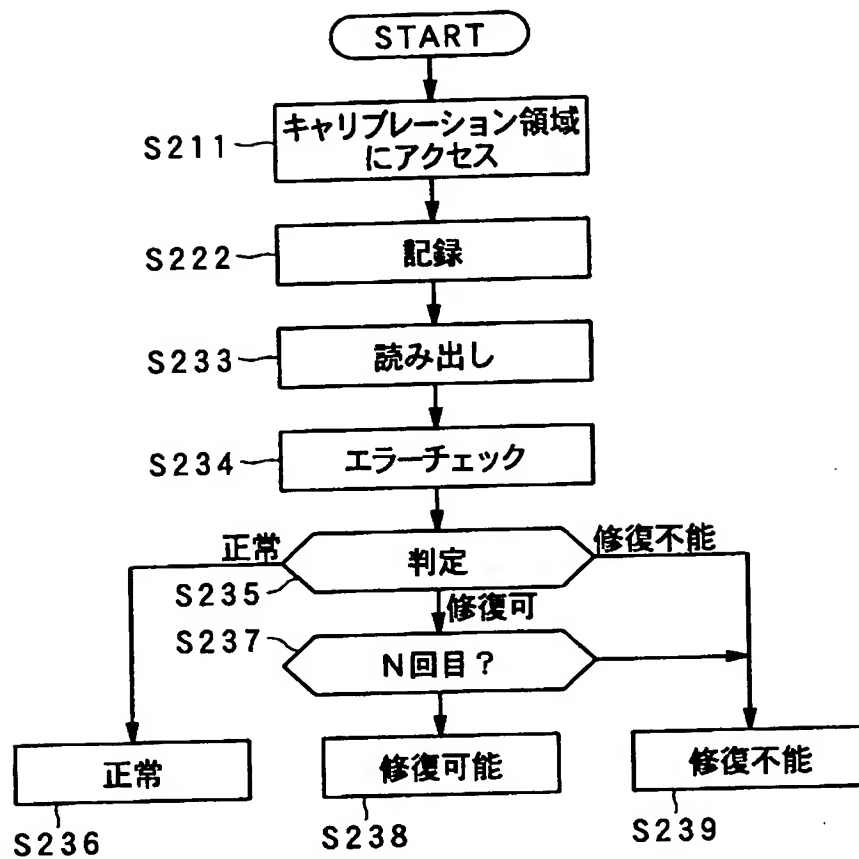 START
キャリブレーション領域
にアクセス
S211
記録
S222
読み出し
S233
エラーチェック
S234
正常
判定
修復不能
S235
修復可
S237
N回目?
正常
修復可能
修復不能
S236
S238
S239